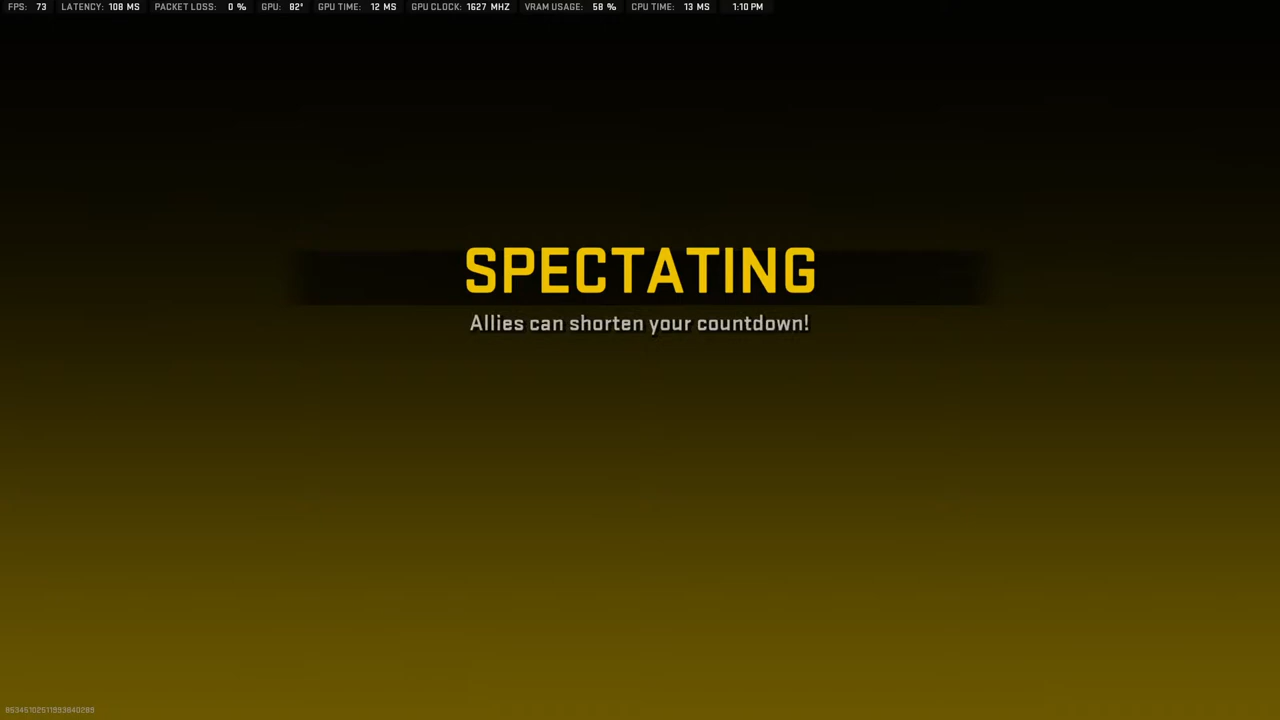 FPS: 73 LATENCY: 108 MS PACKET LOSS: 0 % GPU: 82° GPU TIME: 12 MS GPU CLOCK: 1627 MHZ VRAM USAGE: 58 % CPU TIME: 13 MS 1:10 PM
SPECTATING
Allies can shorten your countdown!